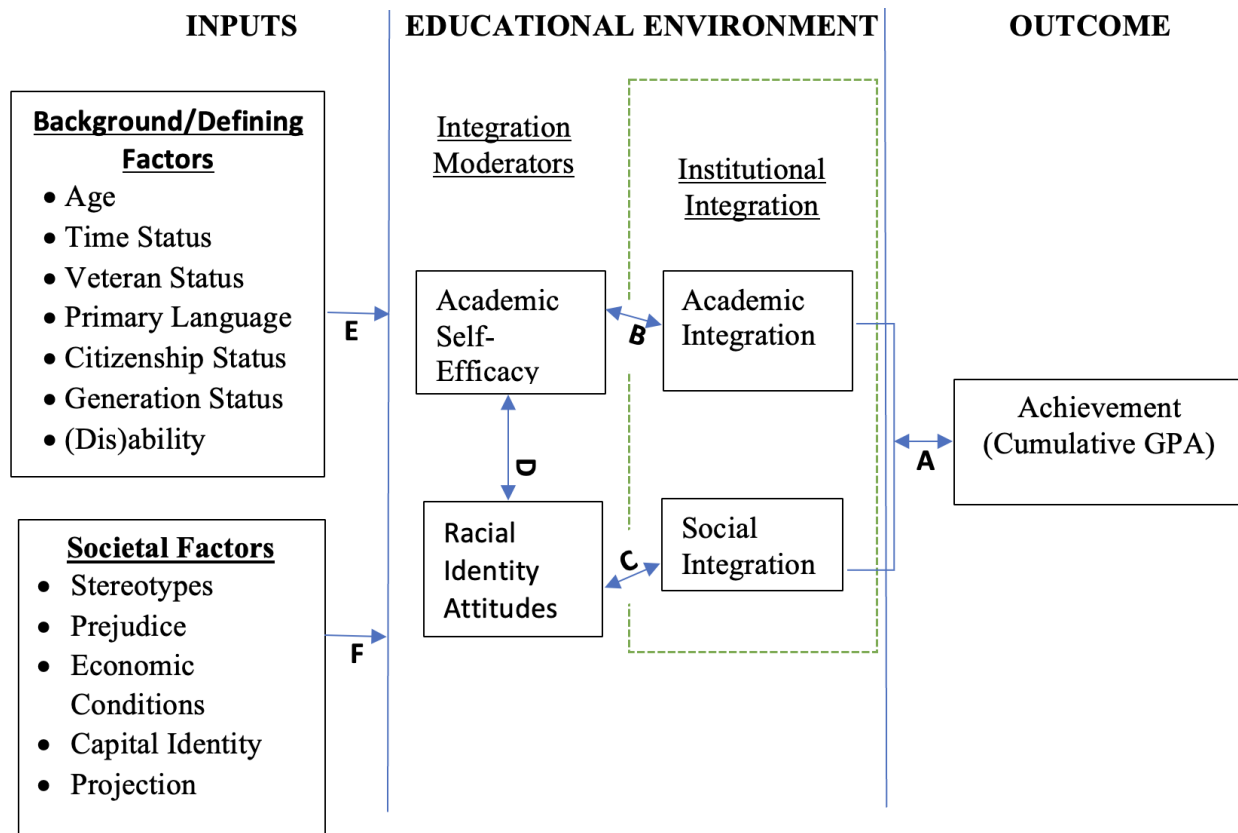 INPUTS
EDUCATIONAL ENVIRONMENT
OUTCOME
Background/Defining
Factors
• Age
• Time Status
• Veteran Status
• Primary Language
• Citizenship Status
• Generation Status
• (Dis)ability
E
Societal Factors
• Stereotypes
• Prejudice
• Economic
Conditions
• Capital Identity
• Projection
F
Integration
Moderators
Academic
Self-
Efficacy
D
Racial
Identity
Attitudes
B
C
Institutional
Integration
Academic
Integration
Social
Integration
A
Achievement
(Cumulative GPA)